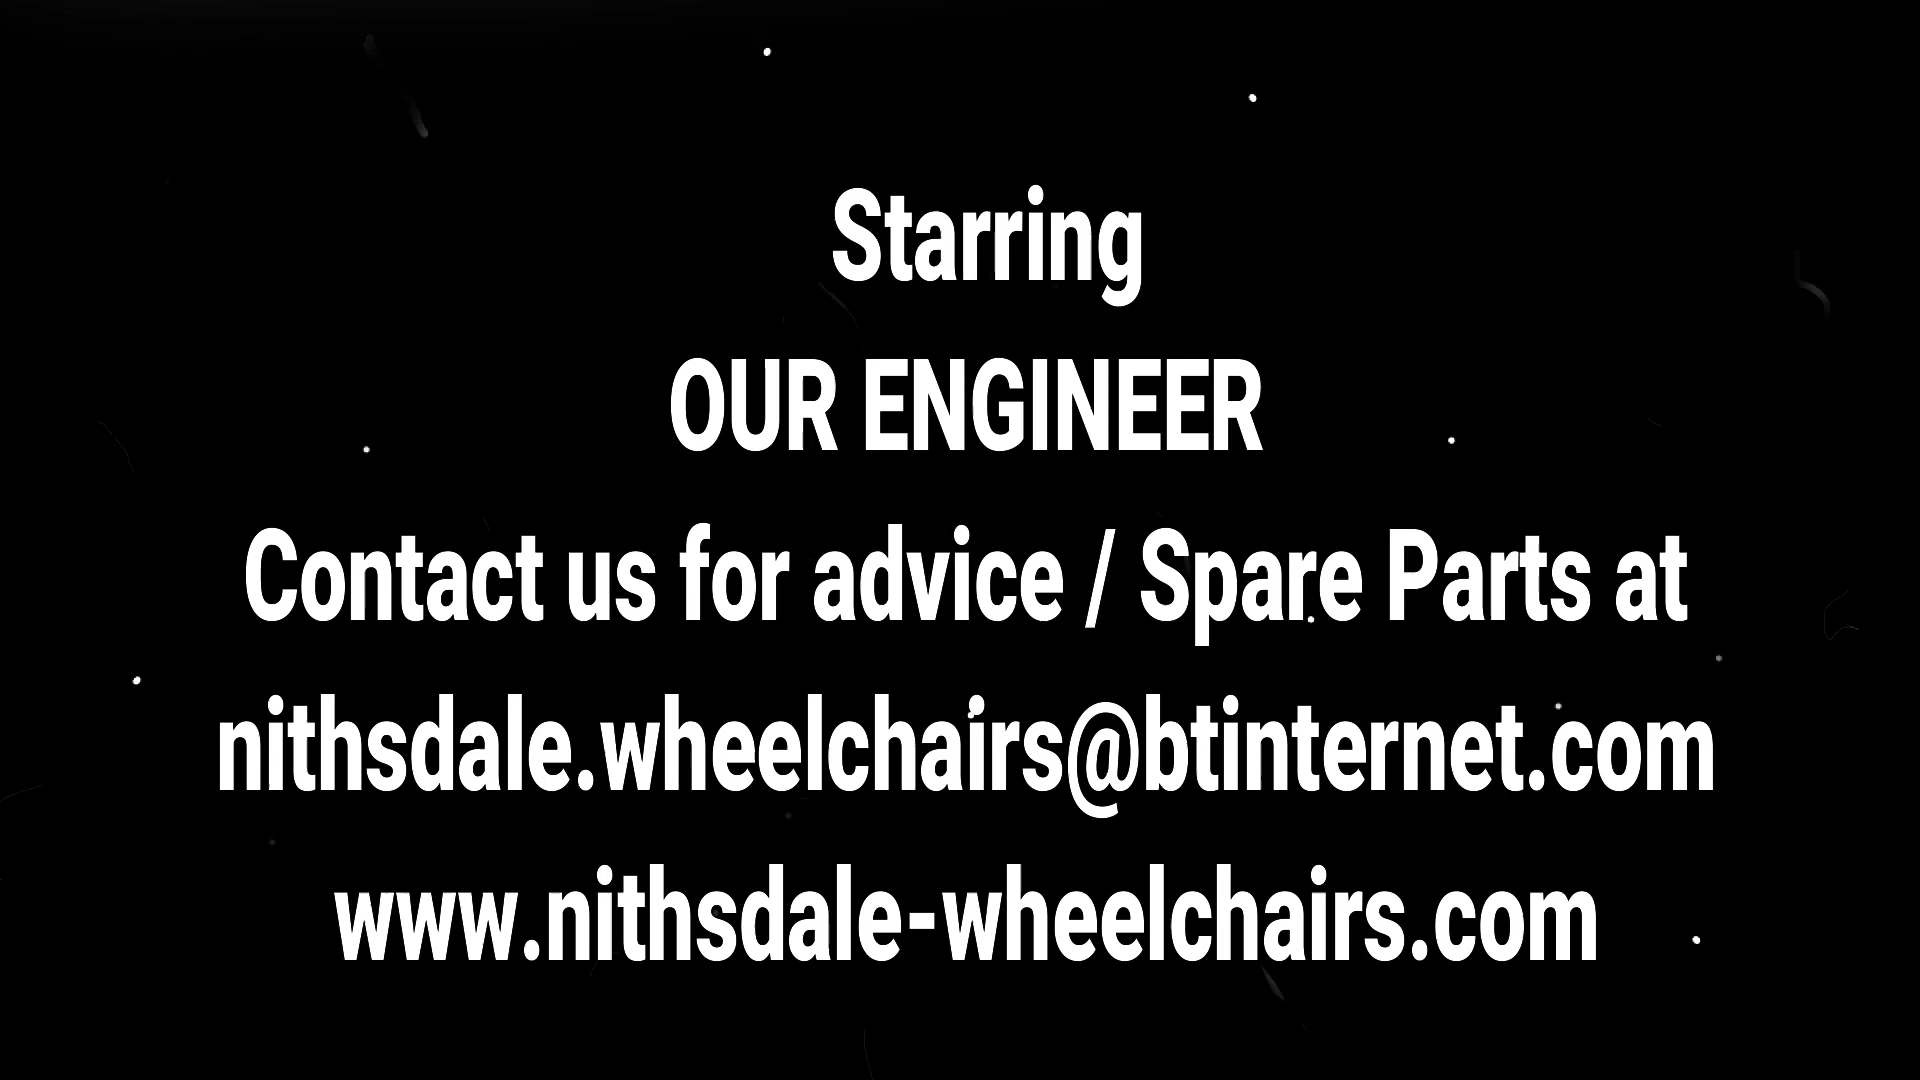 Starring
OUR ENGINEER
Contact us for advice / Spare Parts at
nithsdale.wheelchairs@btinternet.com
www.nithsdale-wheelchairs.com